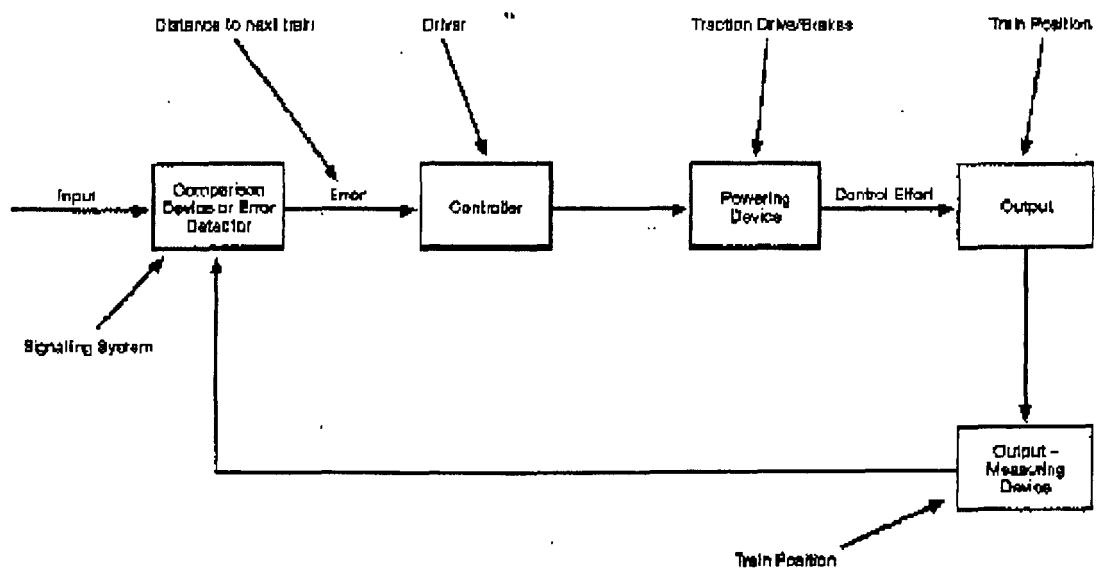 Distance to next train
Driver
Traction Drive/Brakes
Train Position
Input
Comparison
Device or Error
Detector
Error
Controller
Powering
Device
Control Effort
Output
Signalling System
Output –
Measuring
Device
Train Position